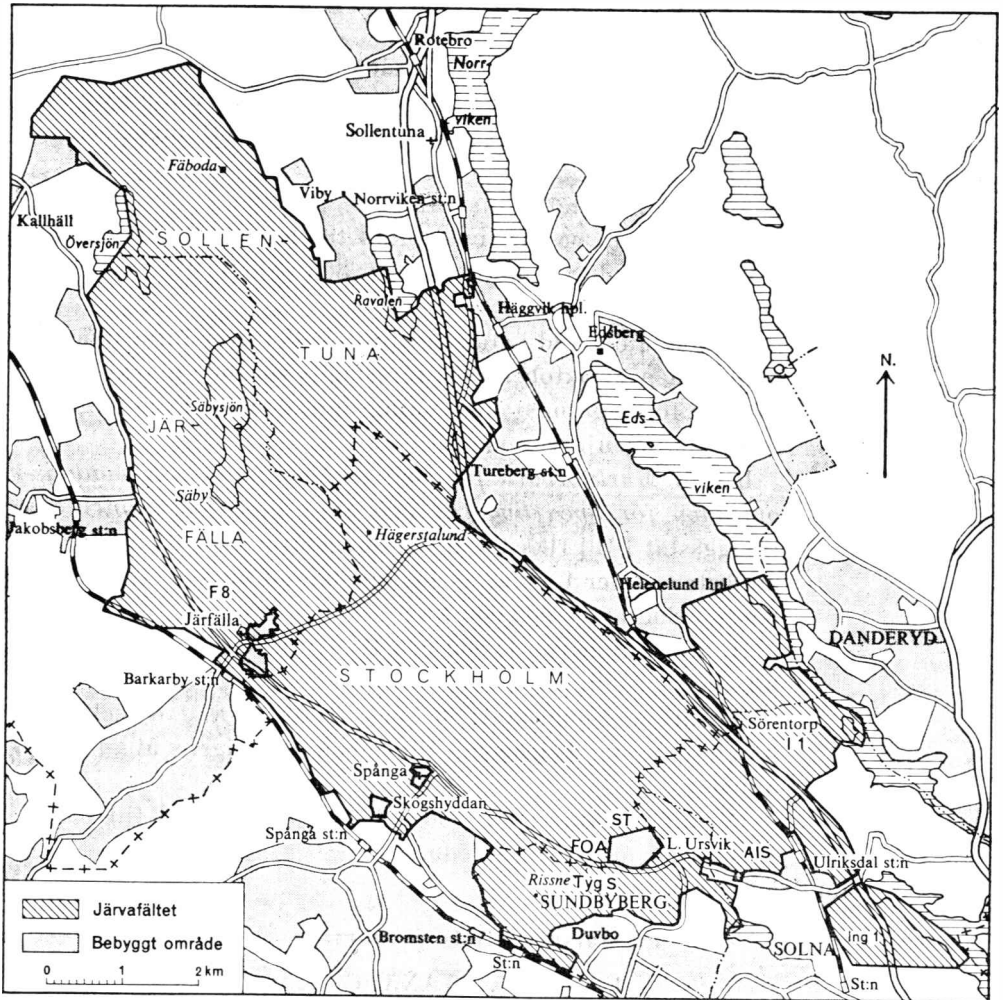 Rotebro
Norr-
viken
Sollentuna
Fäboda
Viby
Norrviken st:n
Kallhäll
Översjön
SOLLEN-
Ravalen
Häggvik hpl.
Edsberg
TUNA
N.
Säbysjön
JÄR-
Eds-
viken
Tureberg st:n
Säby
Jakobsberg st:n
FÄLLA
Hägerstalund
F8
Järfälla
Helenelund hpl.
DANDERYD
Barkarby st:n
STOCKHOLM
Sörentorp
I 1
Spånga
Skogshyddan
Spånga st:n
ST
FOA
L. Ursvik
AIS
Ulriksdal st:n
Rissne
Tyg S
SUNDBYBERG
Duvbo
Bromsten st:n
St:n
SOLNA
Ing 1
St:n
Järvafältet
Bebyggt område
0 1 2 km